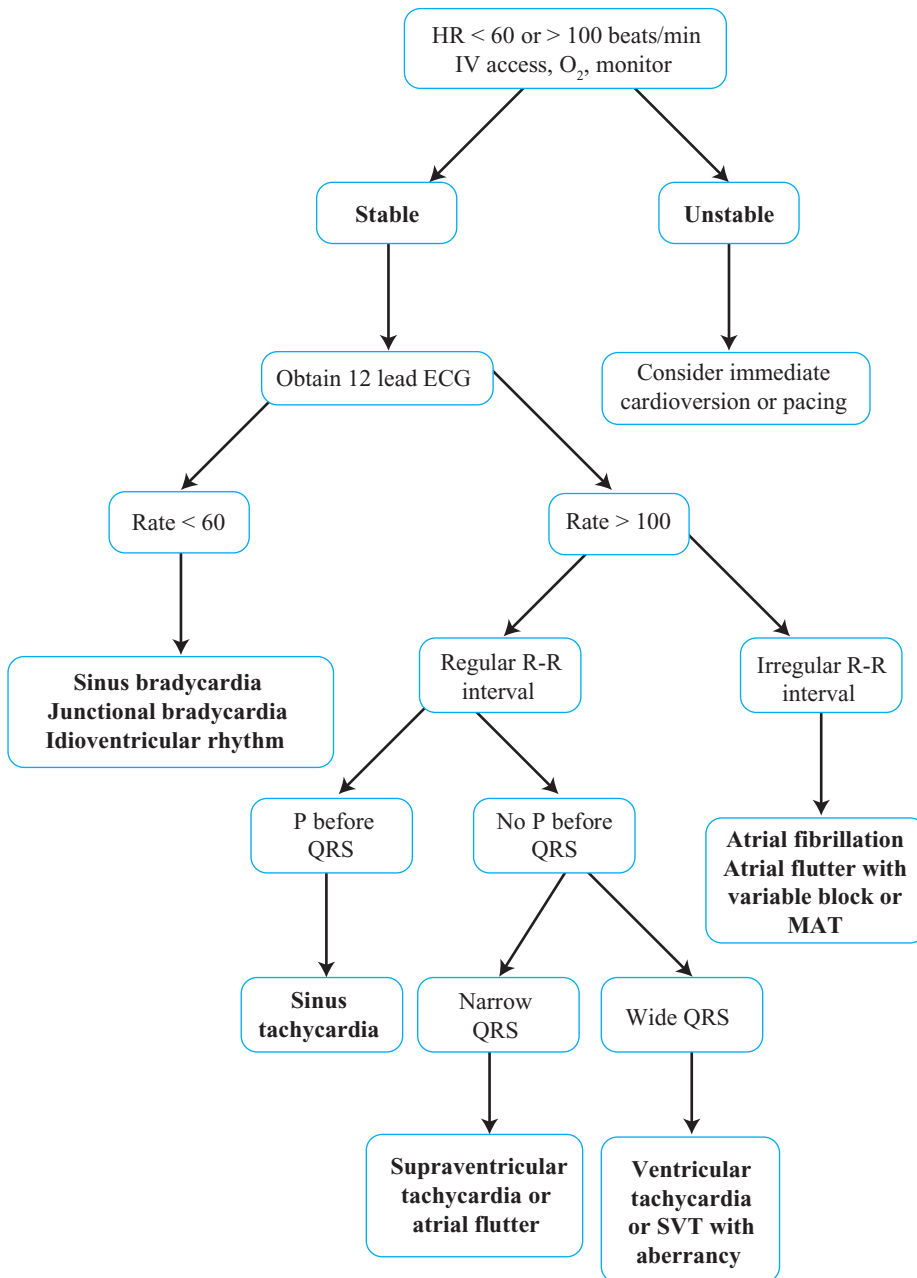 HR < 60 or > 100 beats/min
IV access, O₂, monitor
Stable
Unstable
Obtain 12 lead ECG
Consider immediate
cardioversion or pacing
Rate < 60
Rate > 100
Sinus bradycardia
Junctional bradycardia
Idioventricular rhythm
Regular R-R
interval
Irregular R-R
interval
P before
QRS
No P before
QRS
Atrial fibrillation
Atrial flutter with
variable block or
MAT
Sinus
tachycardia
Narrow
QRS
Wide QRS
Supraventricular
tachycardia or
atrial flutter
Ventricular
tachycardia
or SVT with
aberrancy